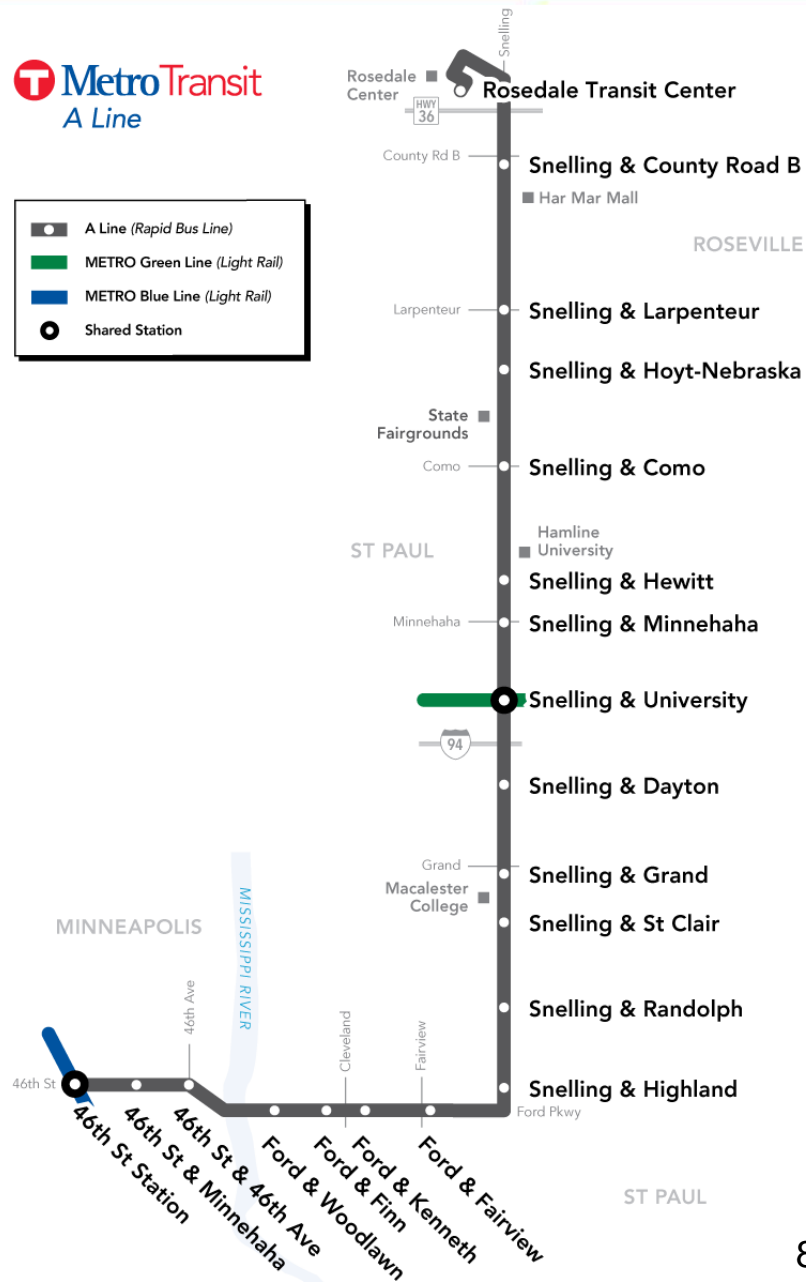 Snelling
T MetroTransit
A Line
Rosedale
Center
Rosedale Transit Center
HWY
36
County Rd B
Snelling & County Road B
Har Mar Mall
ROSEVILLE
A Line (Rapid Bus Line)
METRO Green Line (Light Rail)
METRO Blue Line (Light Rail)
Shared Station
Larpenteur
Snelling & Larpenteur
Snelling & Hoyt-Nebraska
State
Fairgrounds
Como
Snelling & Como
Hamline
University
ST PAUL
Snelling & Hewitt
Minnehaha
Snelling & Minnehaha
Snelling & University
94
Snelling & Dayton
Grand
Snelling & Grand
Macalester
College
Snelling & St Clair
MINNEAPOLIS
MISSISSIPPI RIVER
Snelling & Randolph
46th Ave
Cleveland
Fairview
46th St
Snelling & Highland
Ford Pkwy
46th St Station
46th St & Minnehaha
46th St & 46th Ave
Ford & Woodlawn
Ford & Finn
Ford & Kenneth
Ford & Fairview
ST PAUL
8